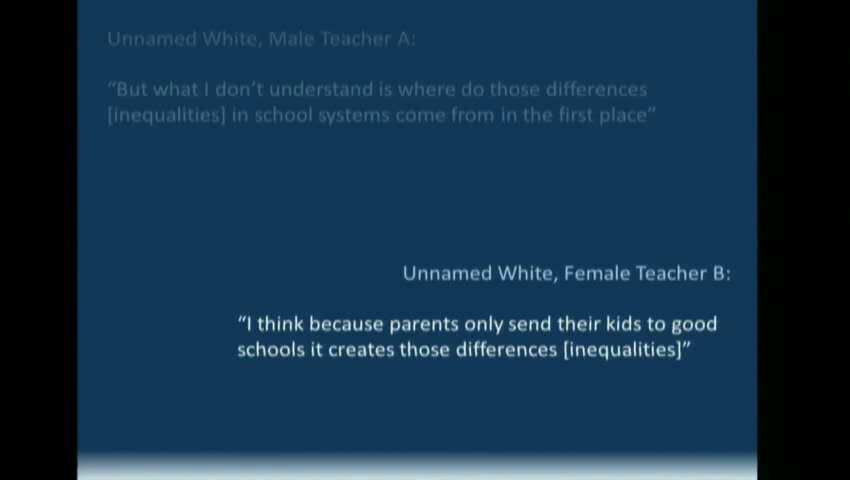 Unnamed White, Male Teacher A:
“But what I don’t understand is where do those differences
[inequalities] in school systems come from in the first place”
Unnamed White, Female Teacher B:
“I think because parents only send their kids to good
schools it creates those differences [inequalities]”